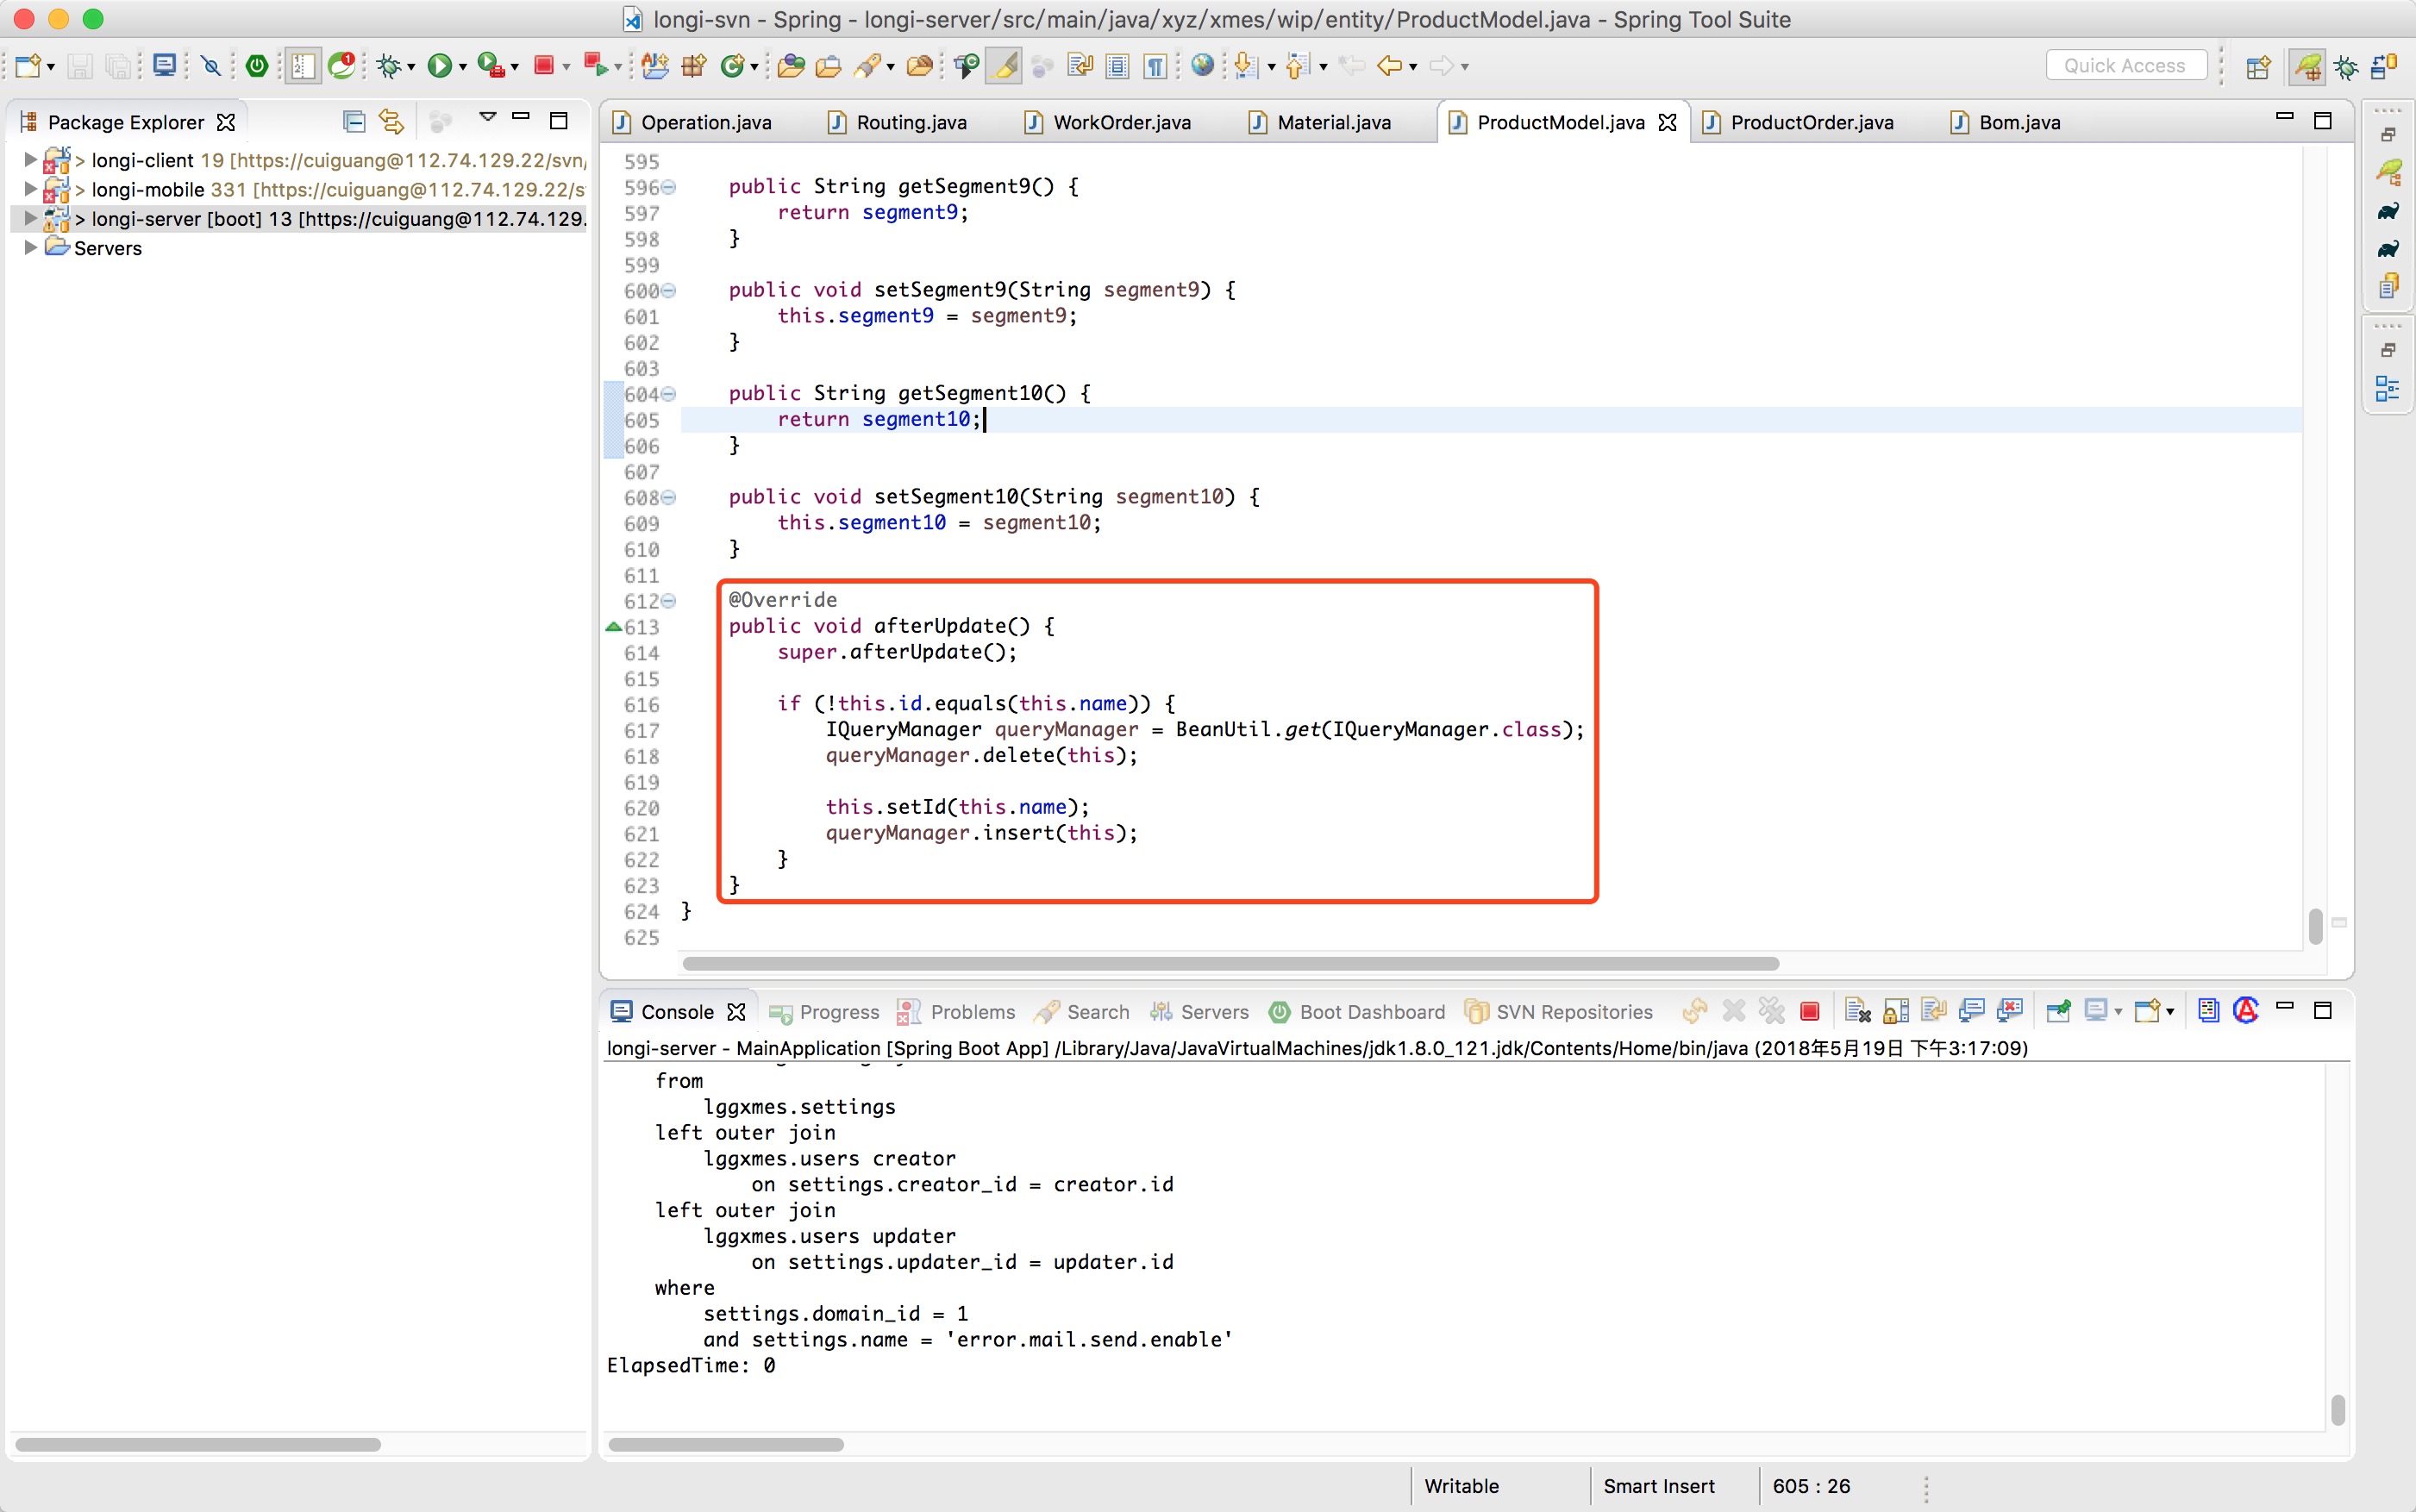 longi-svn - Spring - longi-server/src/main/java/xyz/xmes/wip/entity/ProductModel.java - Spring Tool Suite
Quick Access
Package Explorer
> longi-client 19 [https://cuiguang@112.74.129.22/svn/
> longi-mobile 331 [https://cuiguang@112.74.129.22/s
> longi-server [boot] 13 [https://cuiguang@112.74.129.
Servers
Operation.java
Routing.java
WorkOrder.java
Material.java
ProductModel.java
ProductOrder.java
Bom.java
595
596 public String getSegment9() {
597 return segment9;
598 }
599
600 public void setSegment9(String segment9) {
601 this.segment9 = segment9;
602 }
603
604 public String getSegment10() {
605 return segment10;
606 }
607
608 public void setSegment10(String segment10) {
609 this.segment10 = segment10;
610 }
611
612 @Override
613 public void afterUpdate() {
614 super.afterUpdate();
615
616 if (!this.id.equals(this.name)) {
617 IQueryManager queryManager = BeanUtil.get(IQueryManager.class);
618 queryManager.delete(this);
619
620 this.setId(this.name);
621 queryManager.insert(this);
622 }
623 }
624 }
625
Console
Progress
Problems
Search
Servers
Boot Dashboard
SVN Repositories
longi-server - MainApplication [Spring Boot App] /Library/Java/JavaVirtualMachines/jdk1.8.0_121.jdk/Contents/Home/bin/java (2018年5月19日 下午3:17:09)
from
lggxmes.settings
left outer join
lggxmes.users creator
on settings.creator_id = creator.id
left outer join
lggxmes.users updater
on settings.updater_id = updater.id
where
settings.domain_id = 1
and settings.name = 'error.mail.send.enable'
ElapsedTime: 0
Writable
Smart Insert
605 : 26